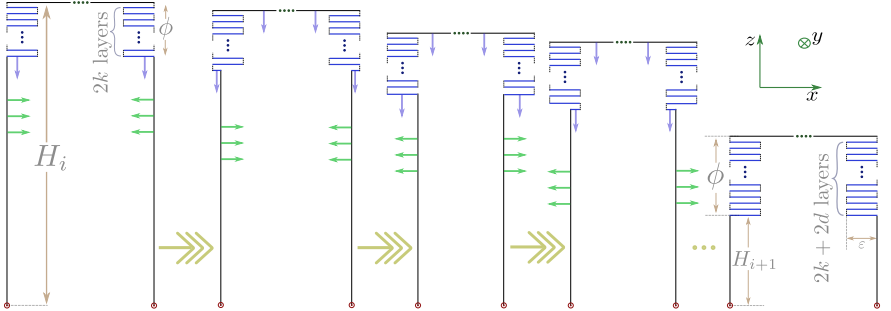 2k layers
ϕ
H_i
z
y
x
ϕ
2k + 2d layers
H_{i+1}
ε